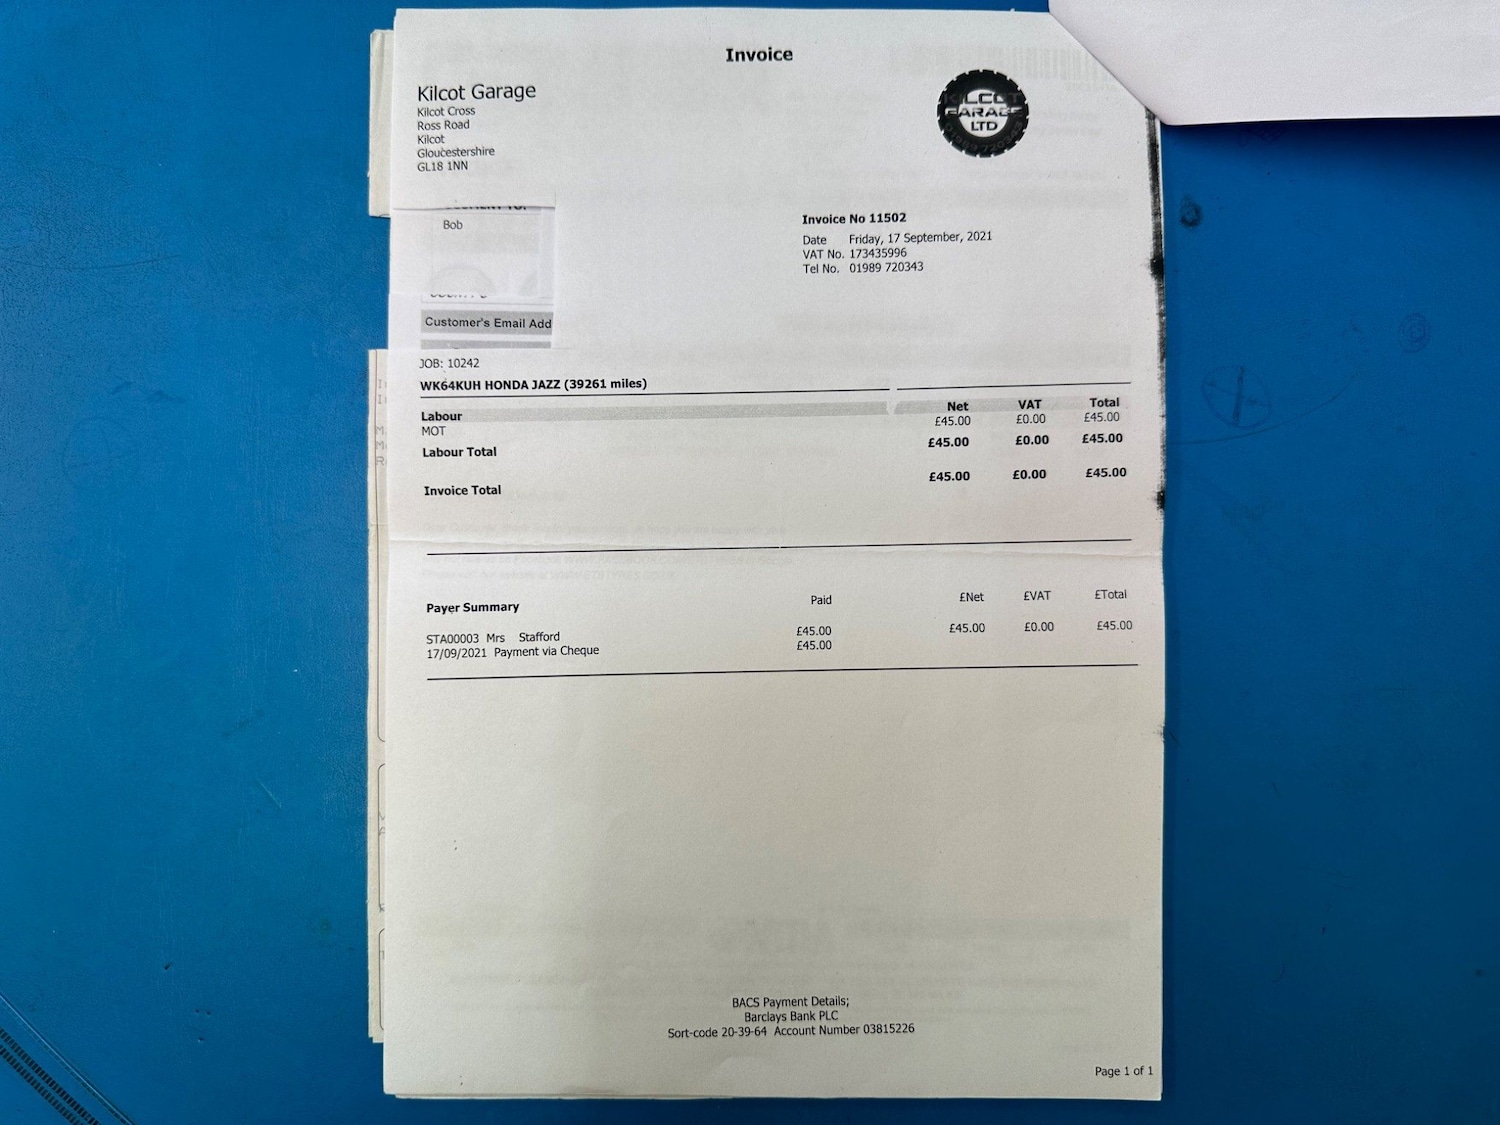 Invoice
Kilcot Garage
Kilcot Cross
Ross Road
Kilcot
Gloucestershire
GL18 1NN
KILCOT
GARAGE
LTD
Bob
Invoice No 11502
Date Friday, 17 September, 2021
VAT No. 173435996
Tel No. 01989 720343
Customer's Email Add
JOB: 10242
WK64KUH HONDA JAZZ (39261 miles)
Labour Net VAT Total
MOT £45.00 £0.00 £45.00
Labour Total £45.00 £0.00 £45.00
Invoice Total £45.00 £0.00 £45.00
Payer Summary Paid £Net £VAT £Total
STA00003 Mrs Stafford £45.00 £45.00 £0.00 £45.00
17/09/2021 Payment via Cheque £45.00
BACS Payment Details;
Barclays Bank PLC
Sort-code 20-39-64 Account Number 03815226
Page 1 of 1